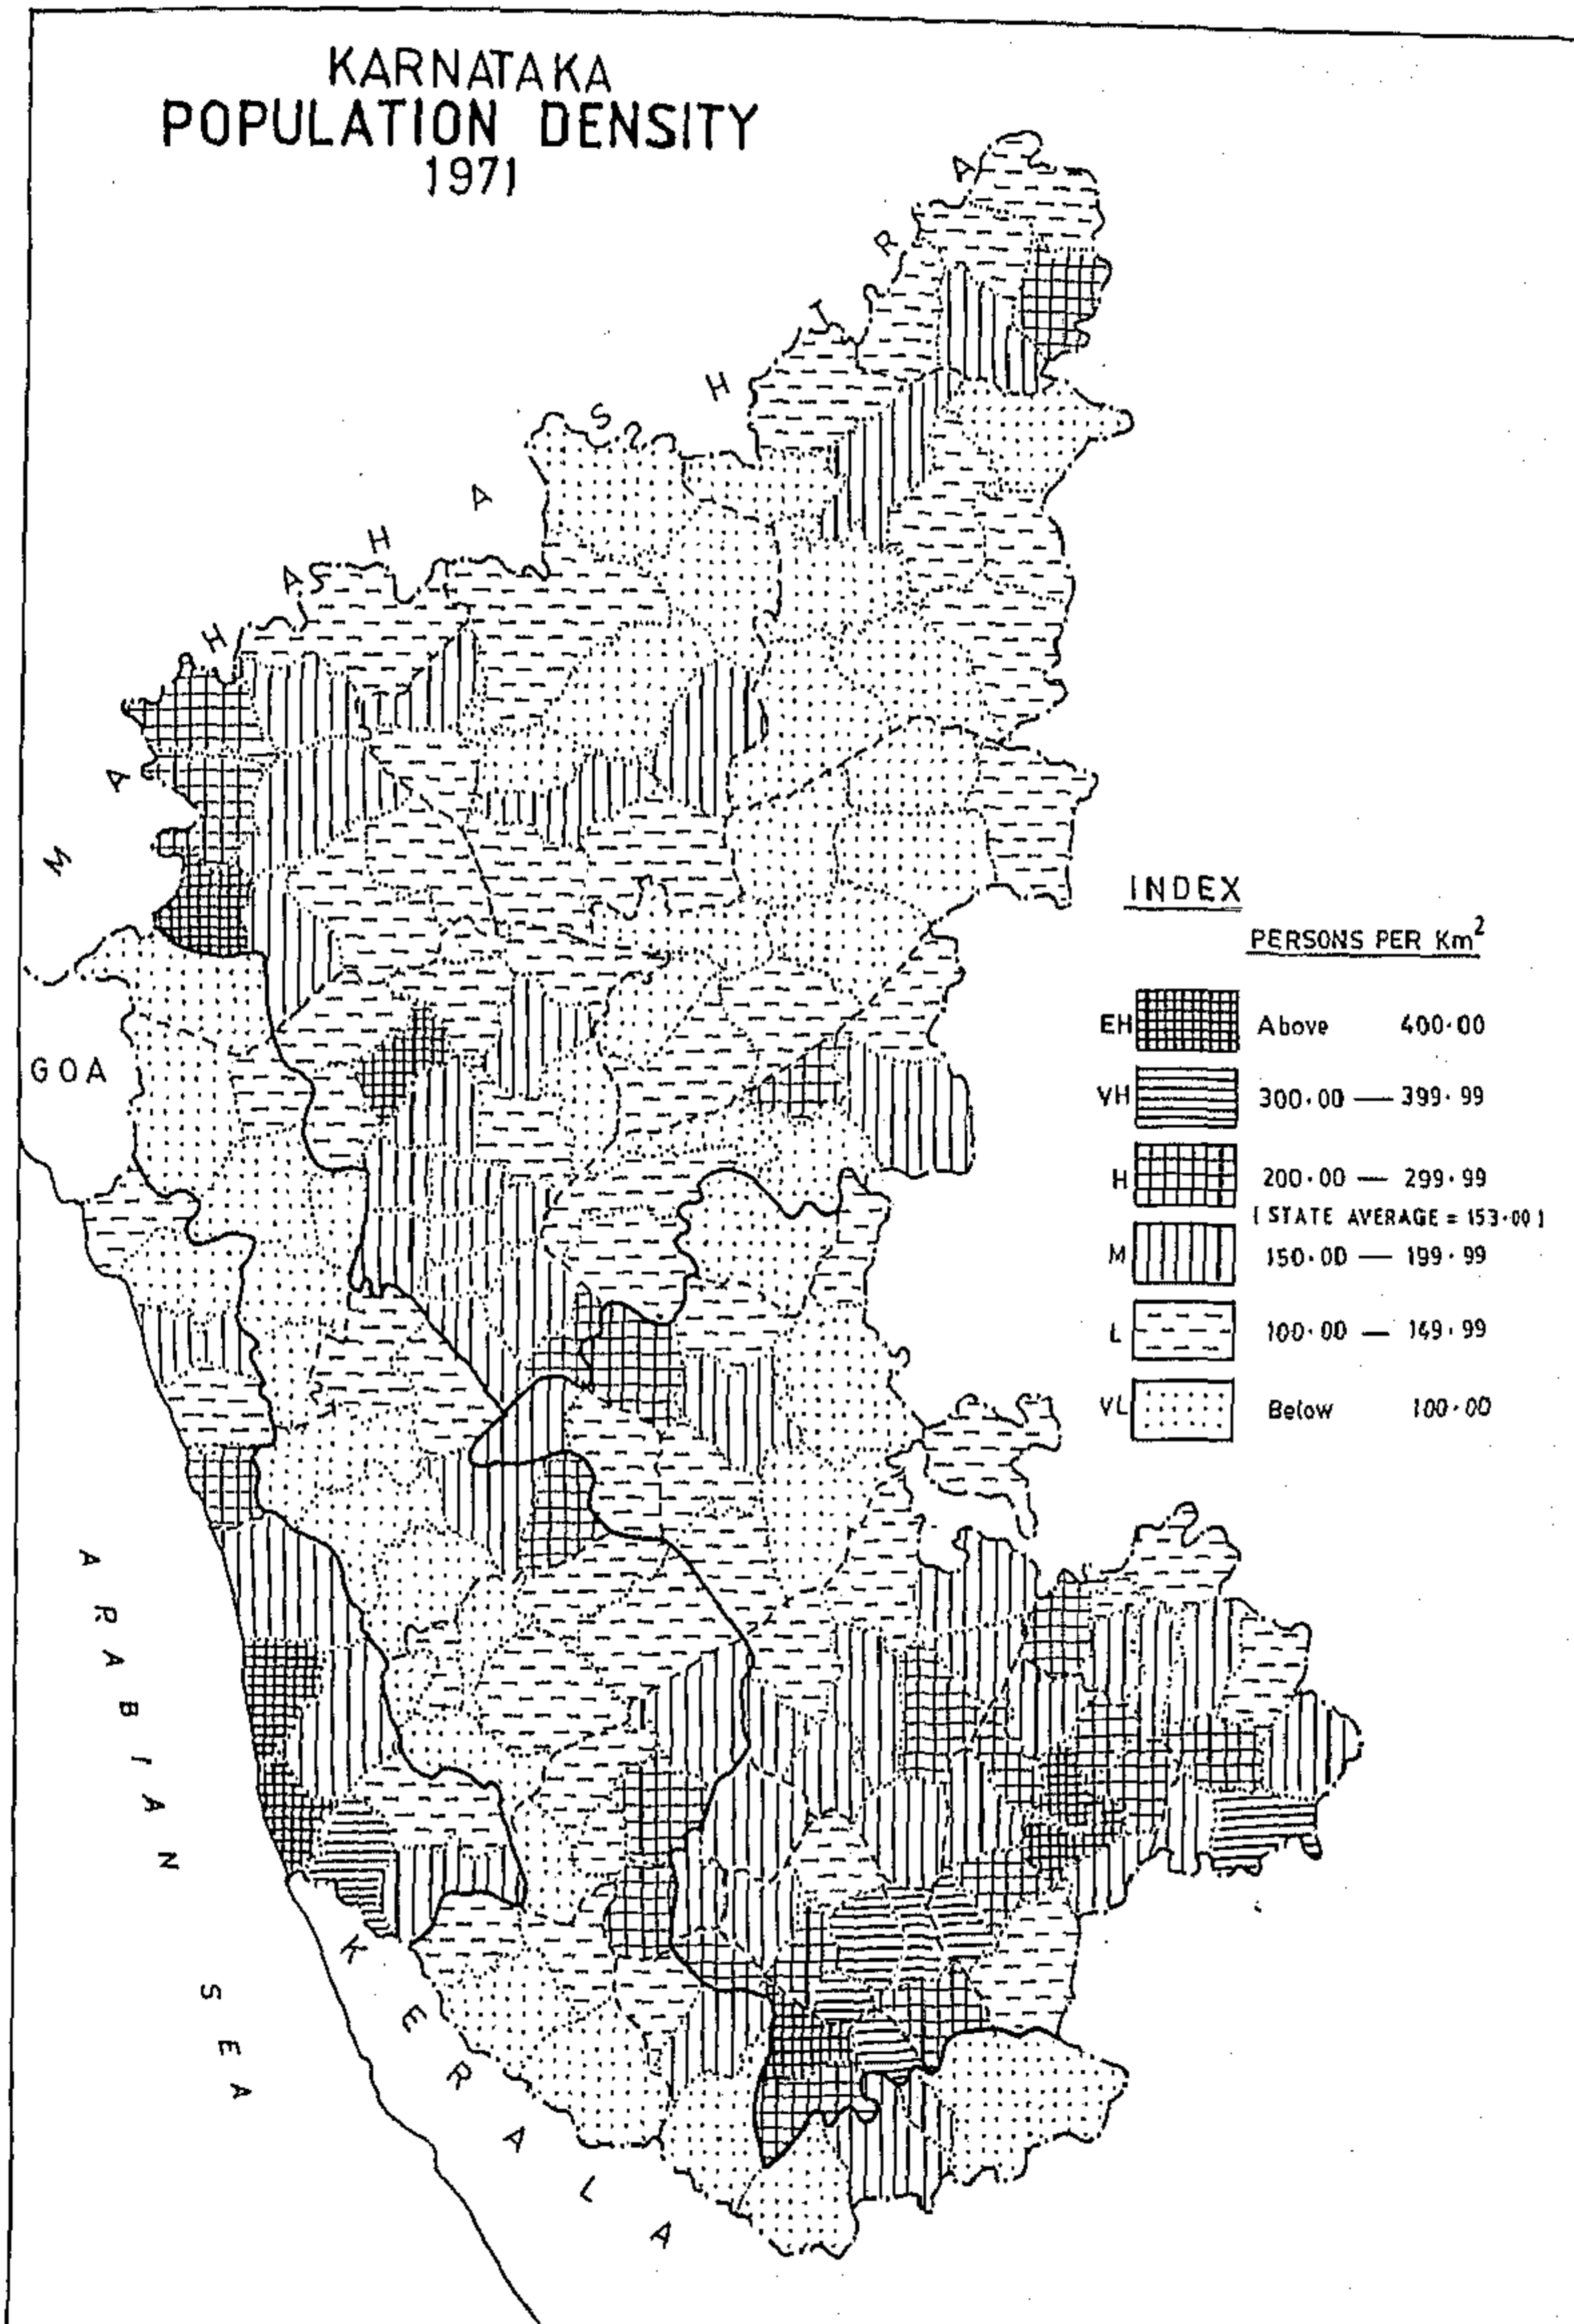 KARNATAKA
POPULATION DENSITY
1971
MAHARASHTRA
GOA
ARABIAN SEA
KERALA
INDEX
PERSONS PER Km²
EH Above 400·00
VH 300·00 — 399·99
H 200·00 — 299·99
[ STATE AVERAGE = 153·00 ]
M 150·00 — 199·99
L 100·00 — 149·99
VL Below 100·00